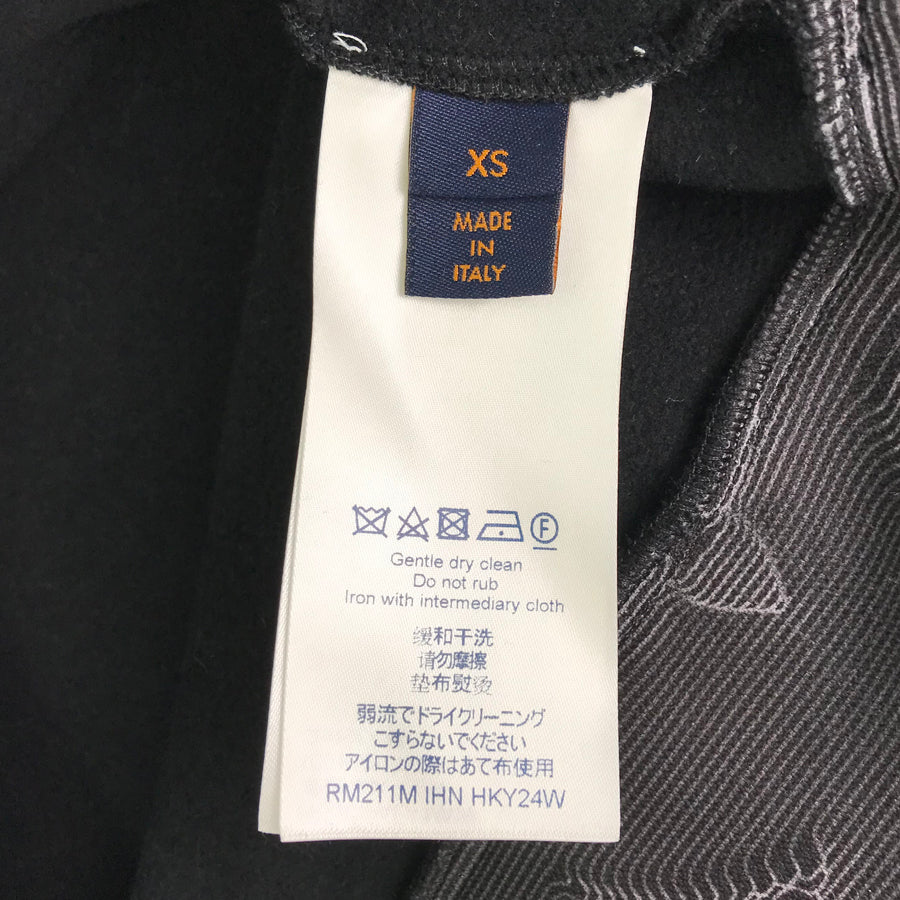 XS
MADE
IN
ITALY
F
Gentle dry clean
Do not rub
Iron with intermediary cloth
缓和干洗
请勿摩擦
垫布熨烫
弱流でドライクリーニング
こすらないでください
アイロンの際はあて布使用
RM211M IHN HKY24W